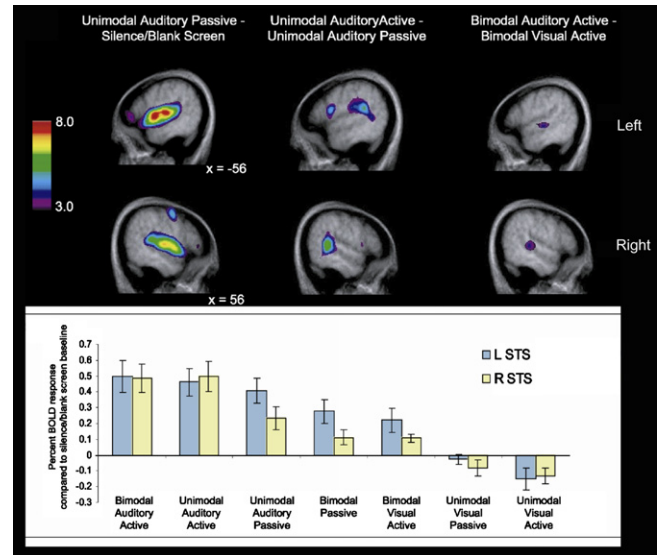 Unimodal Auditory Passive -
Silence/Blank Screen
Unimodal AuditoryActive -
Unimodal Auditory Passive
Bimodal Auditory Active -
Bimodal Visual Active
8.0
3.0
Left
x = -56
Right
x = 56
Percent BOLD response
compared to silence/blank screen baseline
0.7
0.6
0.5
0.4
0.3
0.2
0.1
0
-0.1
-0.2
-0.3
L STS
R STS
Bimodal
Auditory
Active
Unimodal
Auditory
Active
Unimodal
Auditory
Passive
Bimodal
Passive
Bimodal
Visual
Active
Unimodal
Visual
Passive
Unimodal
Visual
Active